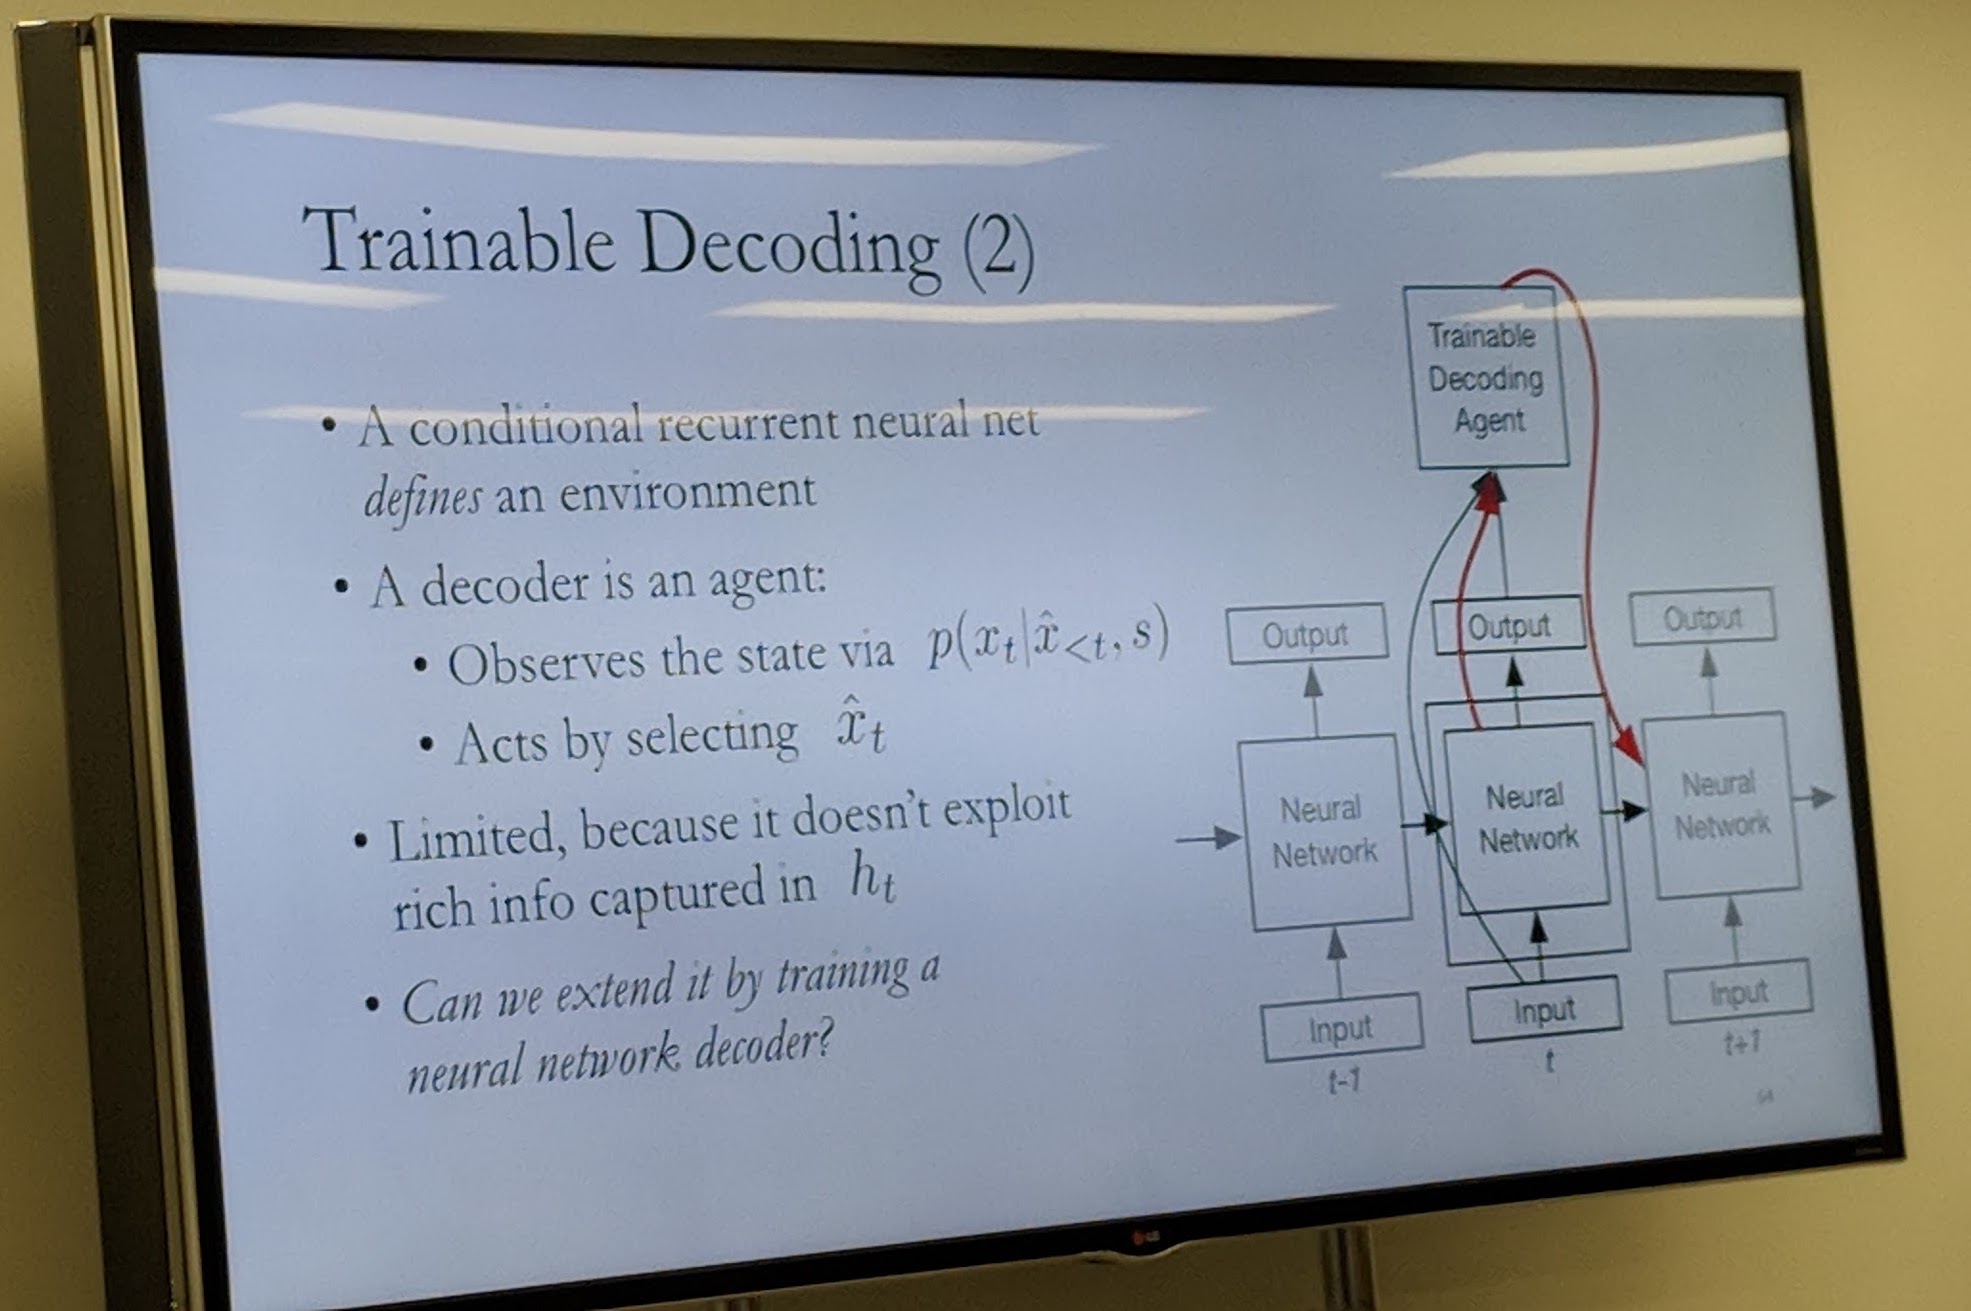 Trainable Decoding (2)
• A conditional recurrent neural net
defines an environment
• A decoder is an agent:
• Observes the state via p(x_t|x̂_{<t}, s)
• Acts by selecting x̂_t
• Limited, because it doesn't exploit
rich info captured in h_t
• Can we extend it by training a
neural network decoder?
Trainable
Decoding
Agent
Output
Output
Output
Neural
Network
Neural
Network
Neural
Network
Input
Input
Input
t-1
t
t+1
LG